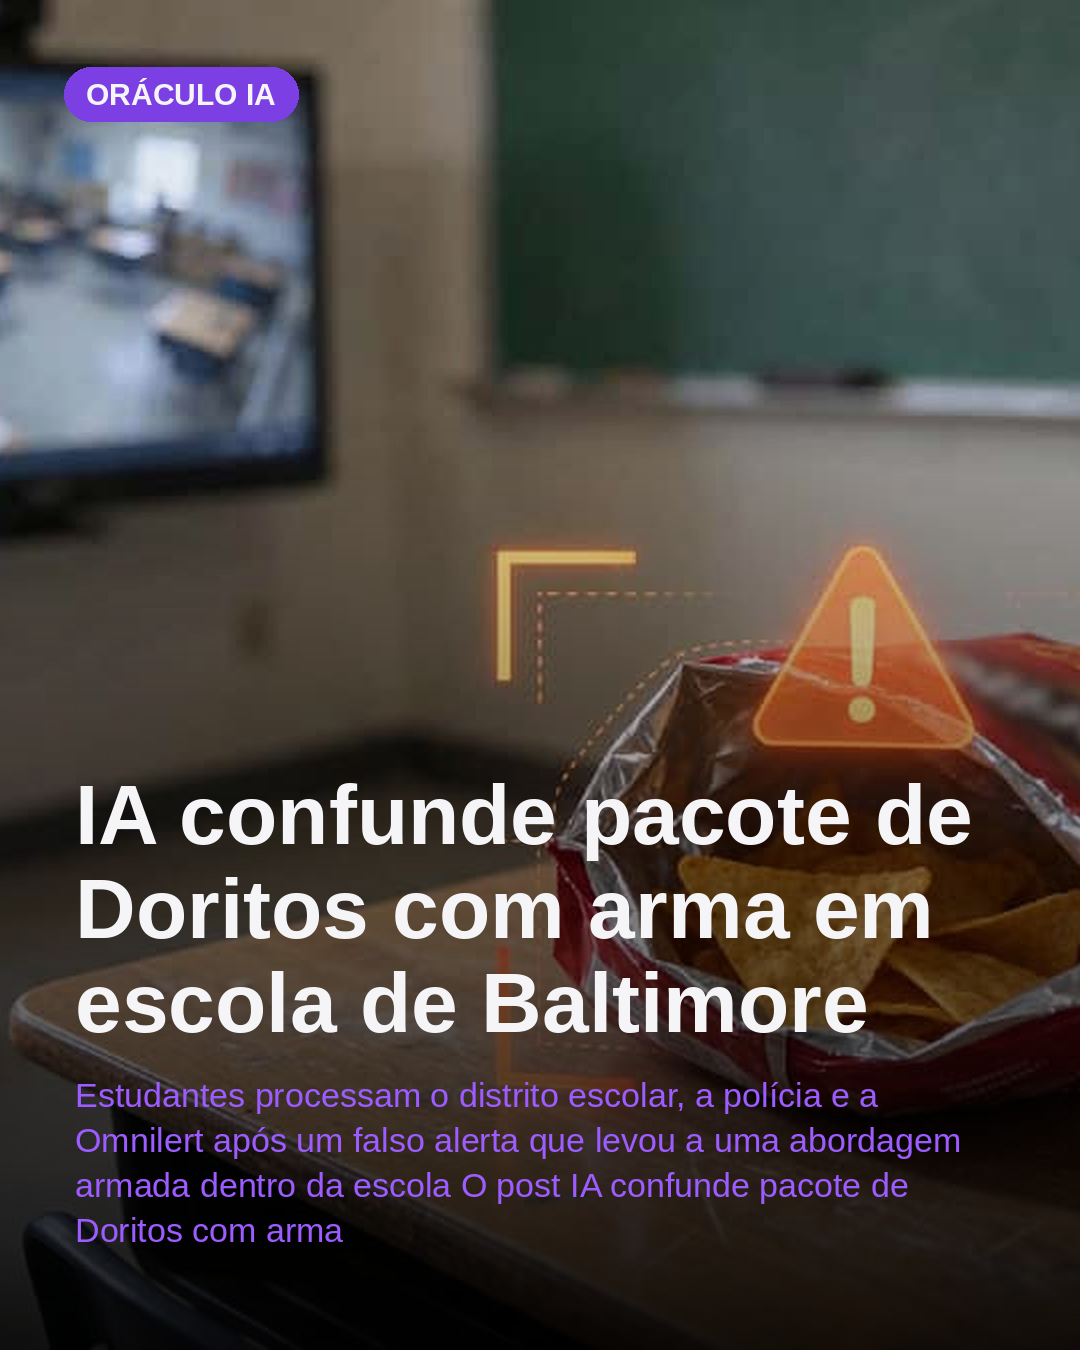 ORÁCULO IA
IA confunde pacote de
Doritos com arma em
escola de Baltimore
Estudantes processam o distrito escolar, a polícia e a
Omnilert após um falso alerta que levou a uma abordagem
armada dentro da escola O post IA confunde pacote de
Doritos com arma